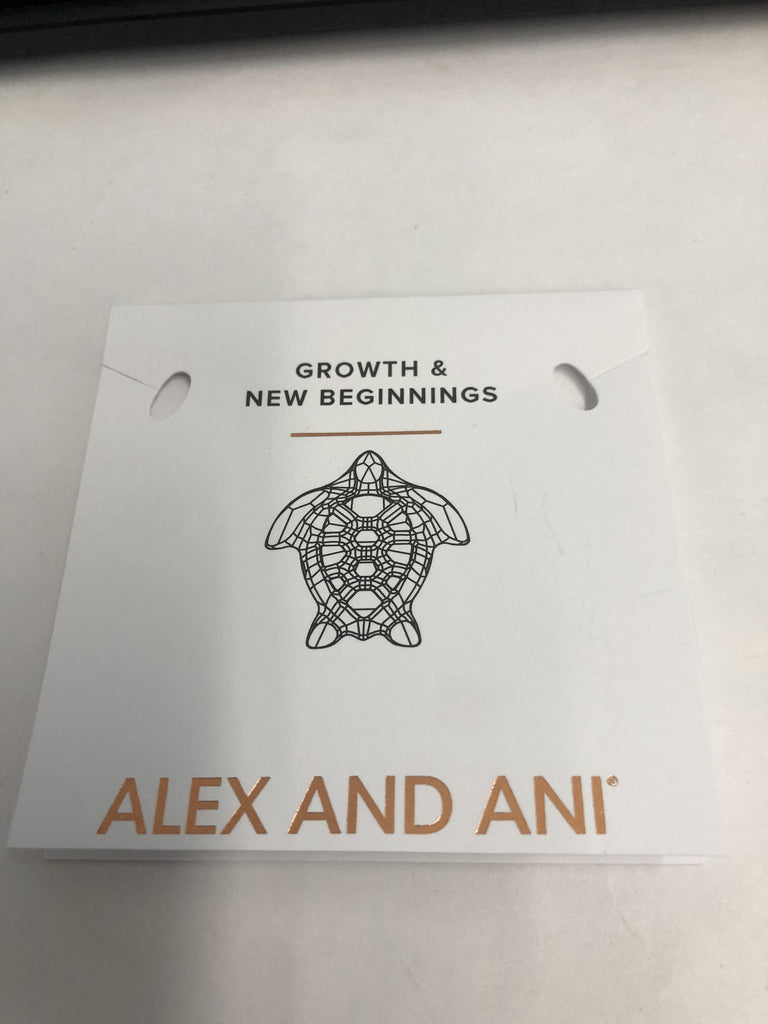 GROWTH &
NEW BEGINNINGS
ALEX AND ANI®